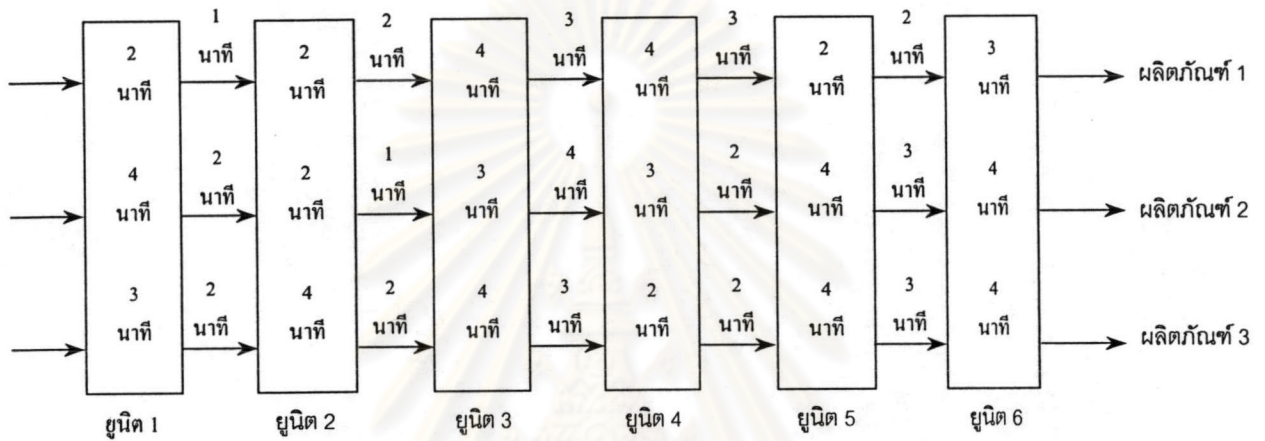 1 นาที
2 นาที
3 นาที
3 นาที
2 นาที
2 นาที
2 นาที
4 นาที
4 นาที
2 นาที
3 นาที
ผลิตภัณฑ์ 1
2 นาที
1 นาที
4 นาที
2 นาที
3 นาที
4 นาที
2 นาที
3 นาที
3 นาที
4 นาที
4 นาที
ผลิตภัณฑ์ 2
2 นาที
2 นาที
3 นาที
2 นาที
3 นาที
3 นาที
4 นาที
4 นาที
2 นาที
4 นาที
4 นาที
ผลิตภัณฑ์ 3
ยูนิต 1
ยูนิต 2
ยูนิต 3
ยูนิต 4
ยูนิต 5
ยูนิต 6